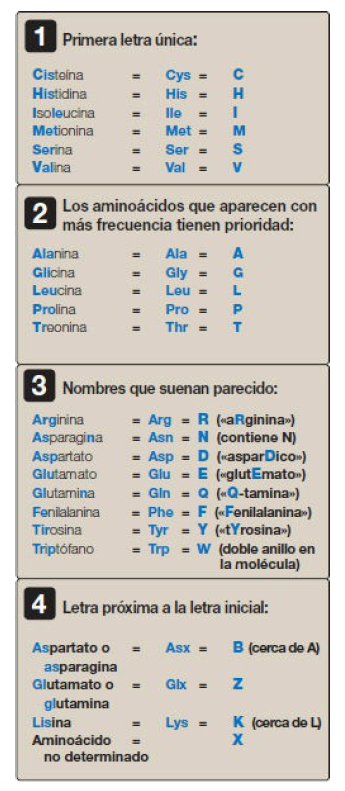 1 Primera letra única:
Cisteína = Cys = C
Histidina = His = H
Isoleucina = Ile = I
Metionina = Met = M
Serina = Ser = S
Valina = Val = V
2 Los aminoácidos que aparecen con
más frecuencia tienen prioridad:
Alanina = Ala = A
Glicina = Gly = G
Leucina = Leu = L
Prolina = Pro = P
Treonina = Thr = T
3 Nombres que suenan parecido:
Arginina = Arg = R («aRginina»)
Asparagina = Asn = N (contiene N)
Aspartato = Asp = D («asparDico»)
Glutamato = Glu = E («glutEmato»)
Glutamina = Gln = Q («Q-tamina»)
Fenilalanina = Phe = F («Fenilalanina»)
Tirosina = Tyr = Y («tYrosina»)
Triptófano = Trp = W (doble anillo en
la molécula)
4 Letra próxima a la letra inicial:
Aspartato o = Asx = B (cerca de A)
asparagina
Glutamato o = Glx = Z
glutamina
Lisina = Lys = K (cerca de L)
Aminoácido = X
no determinado